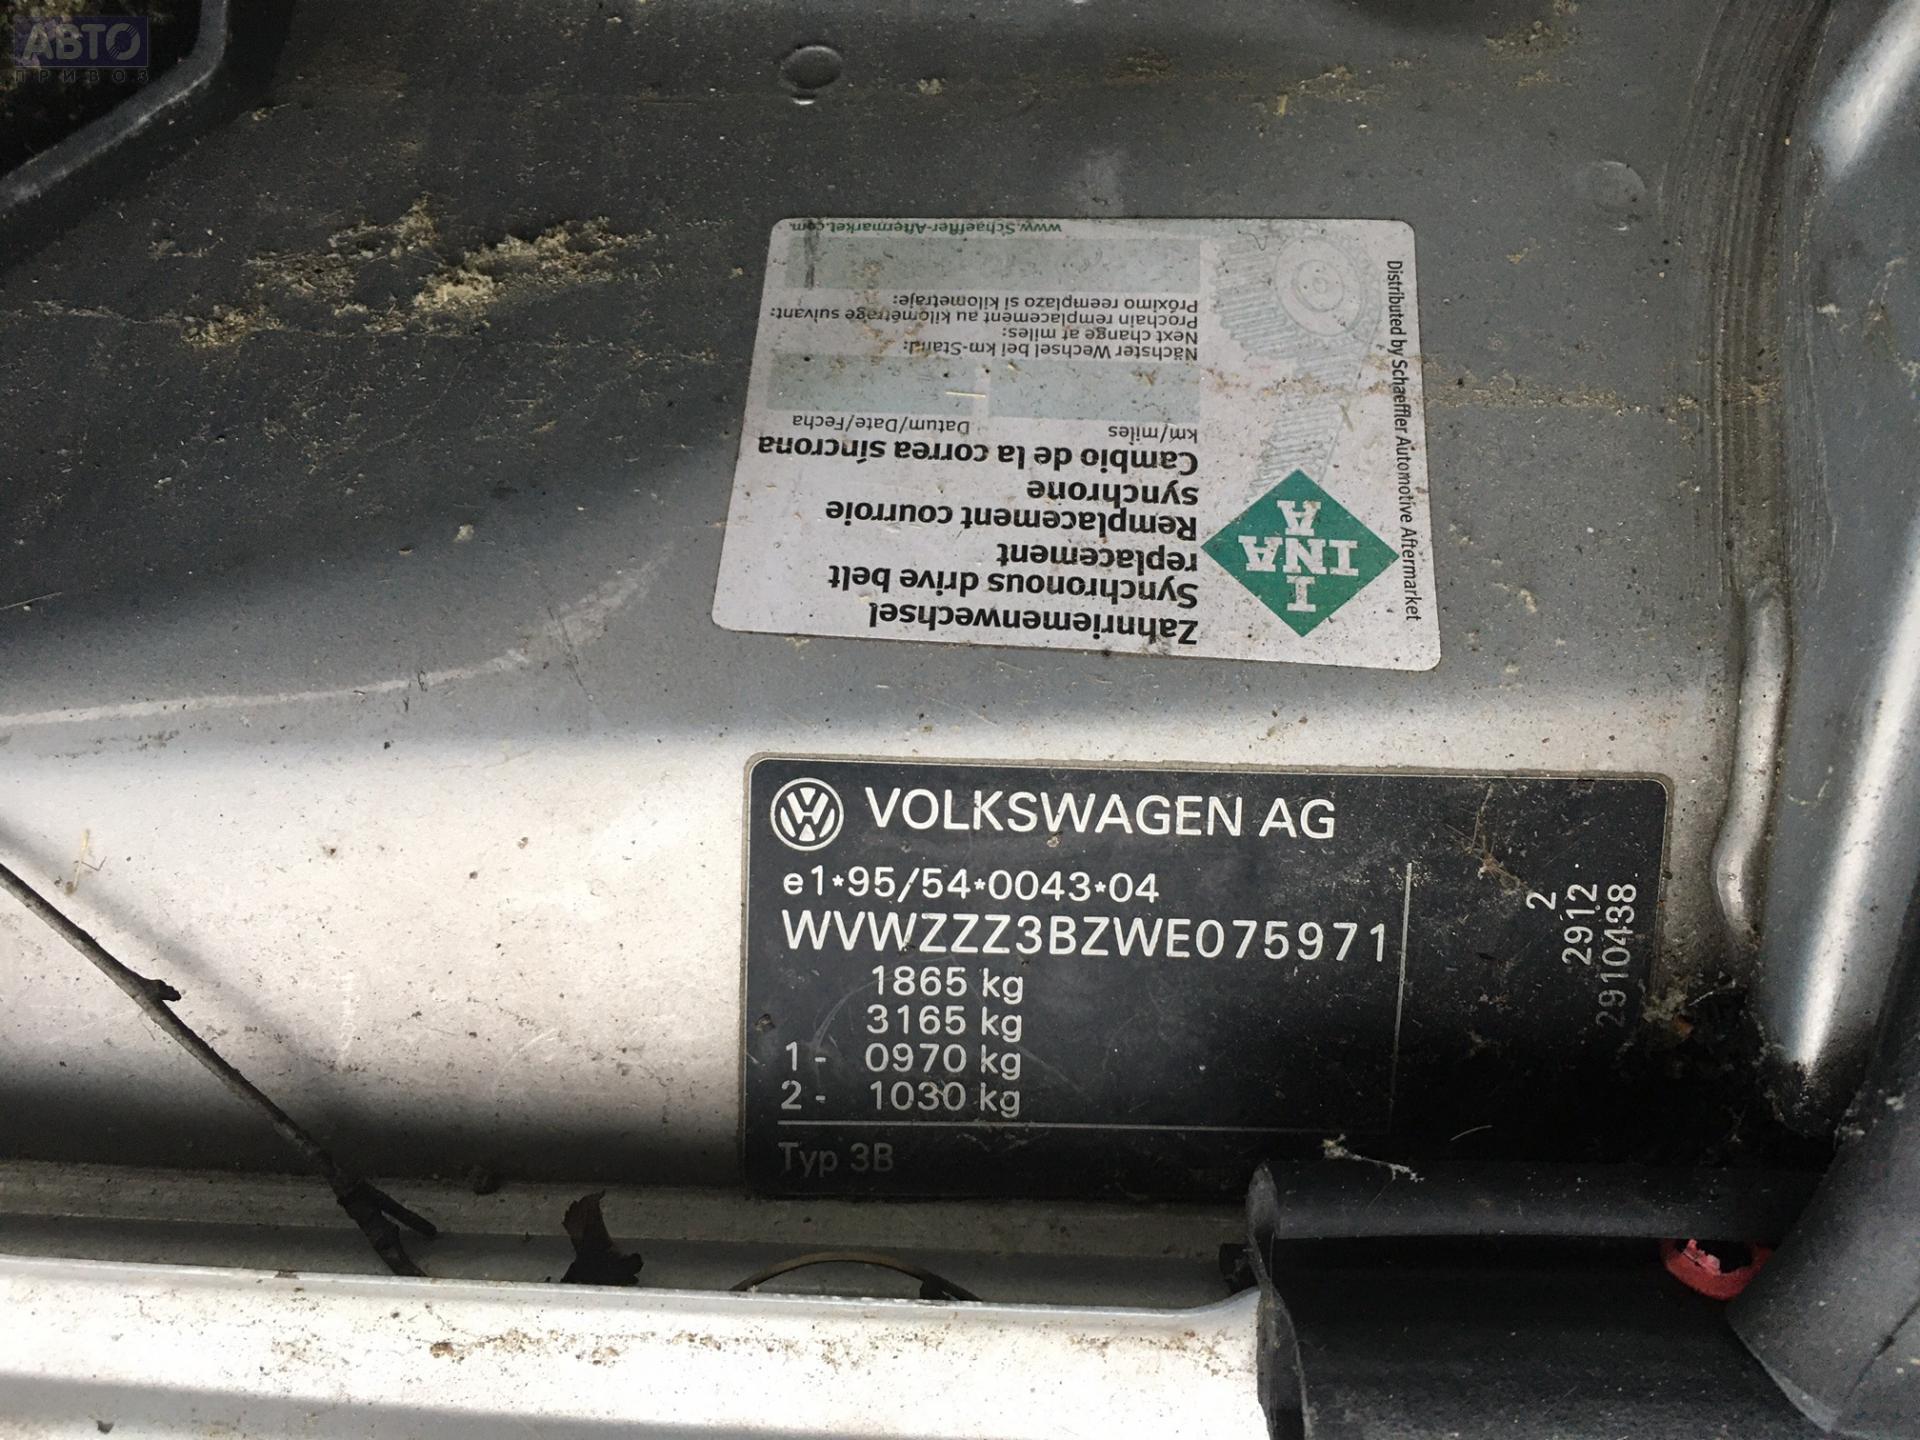 АВТО
ПРИВОЗ
Zahnriemenwechsel
Synchronous drive belt
replacement
Remplacement courroie
synchrone
Cambio de la correa síncrona
km/miles Datum/Date/Fecha
Nächster Wechsel bei km-Stand:
Next change at miles:
Prochain remplacement au kilométrage suivant:
Próximo reemplazo si kilometraje:
www.Schaeffler-Aftermarket.com
I
INA
A
Distributed by Schaeffler Automotive Aftermarket
VOLKSWAGEN AG
e1*95/54*0043*04
WVWZZZ3BZWE075971
1865 kg
3165 kg
1- 0970 kg
2- 1030 kg
Typ 3B
2
2912
2910438